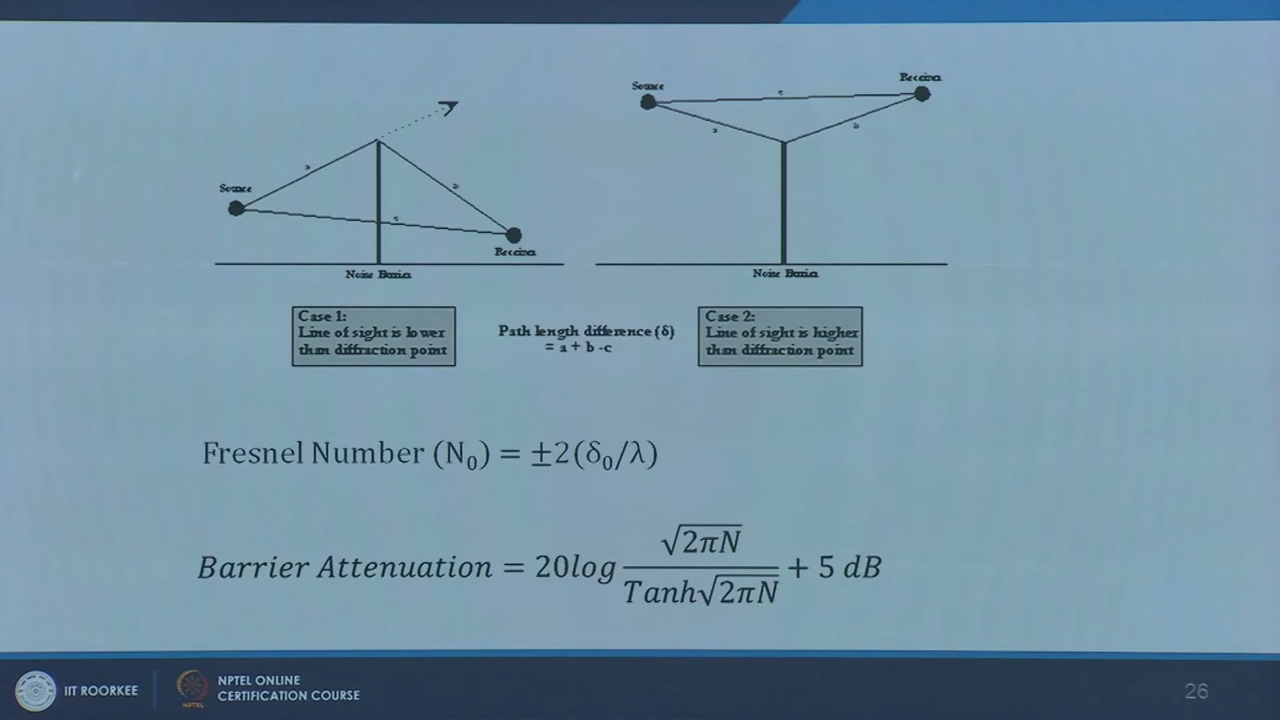 Source
a
b
c
Receiver
Noise Barrier
Source
a
b
c
Receiver
Noise Barrier
Case 1:
Line of sight is lower
than diffraction point
Path length difference (δ)
= a + b -c
Case 2:
Line of sight is higher
than diffraction point
Fresnel Number (N₀) = ±2(δ₀/λ)
Barrier Attenuation = 20log √2πN / Tanh√2πN + 5 dB
IIT ROORKEE
NPTEL
NPTEL ONLINE
CERTIFICATION COURSE
26